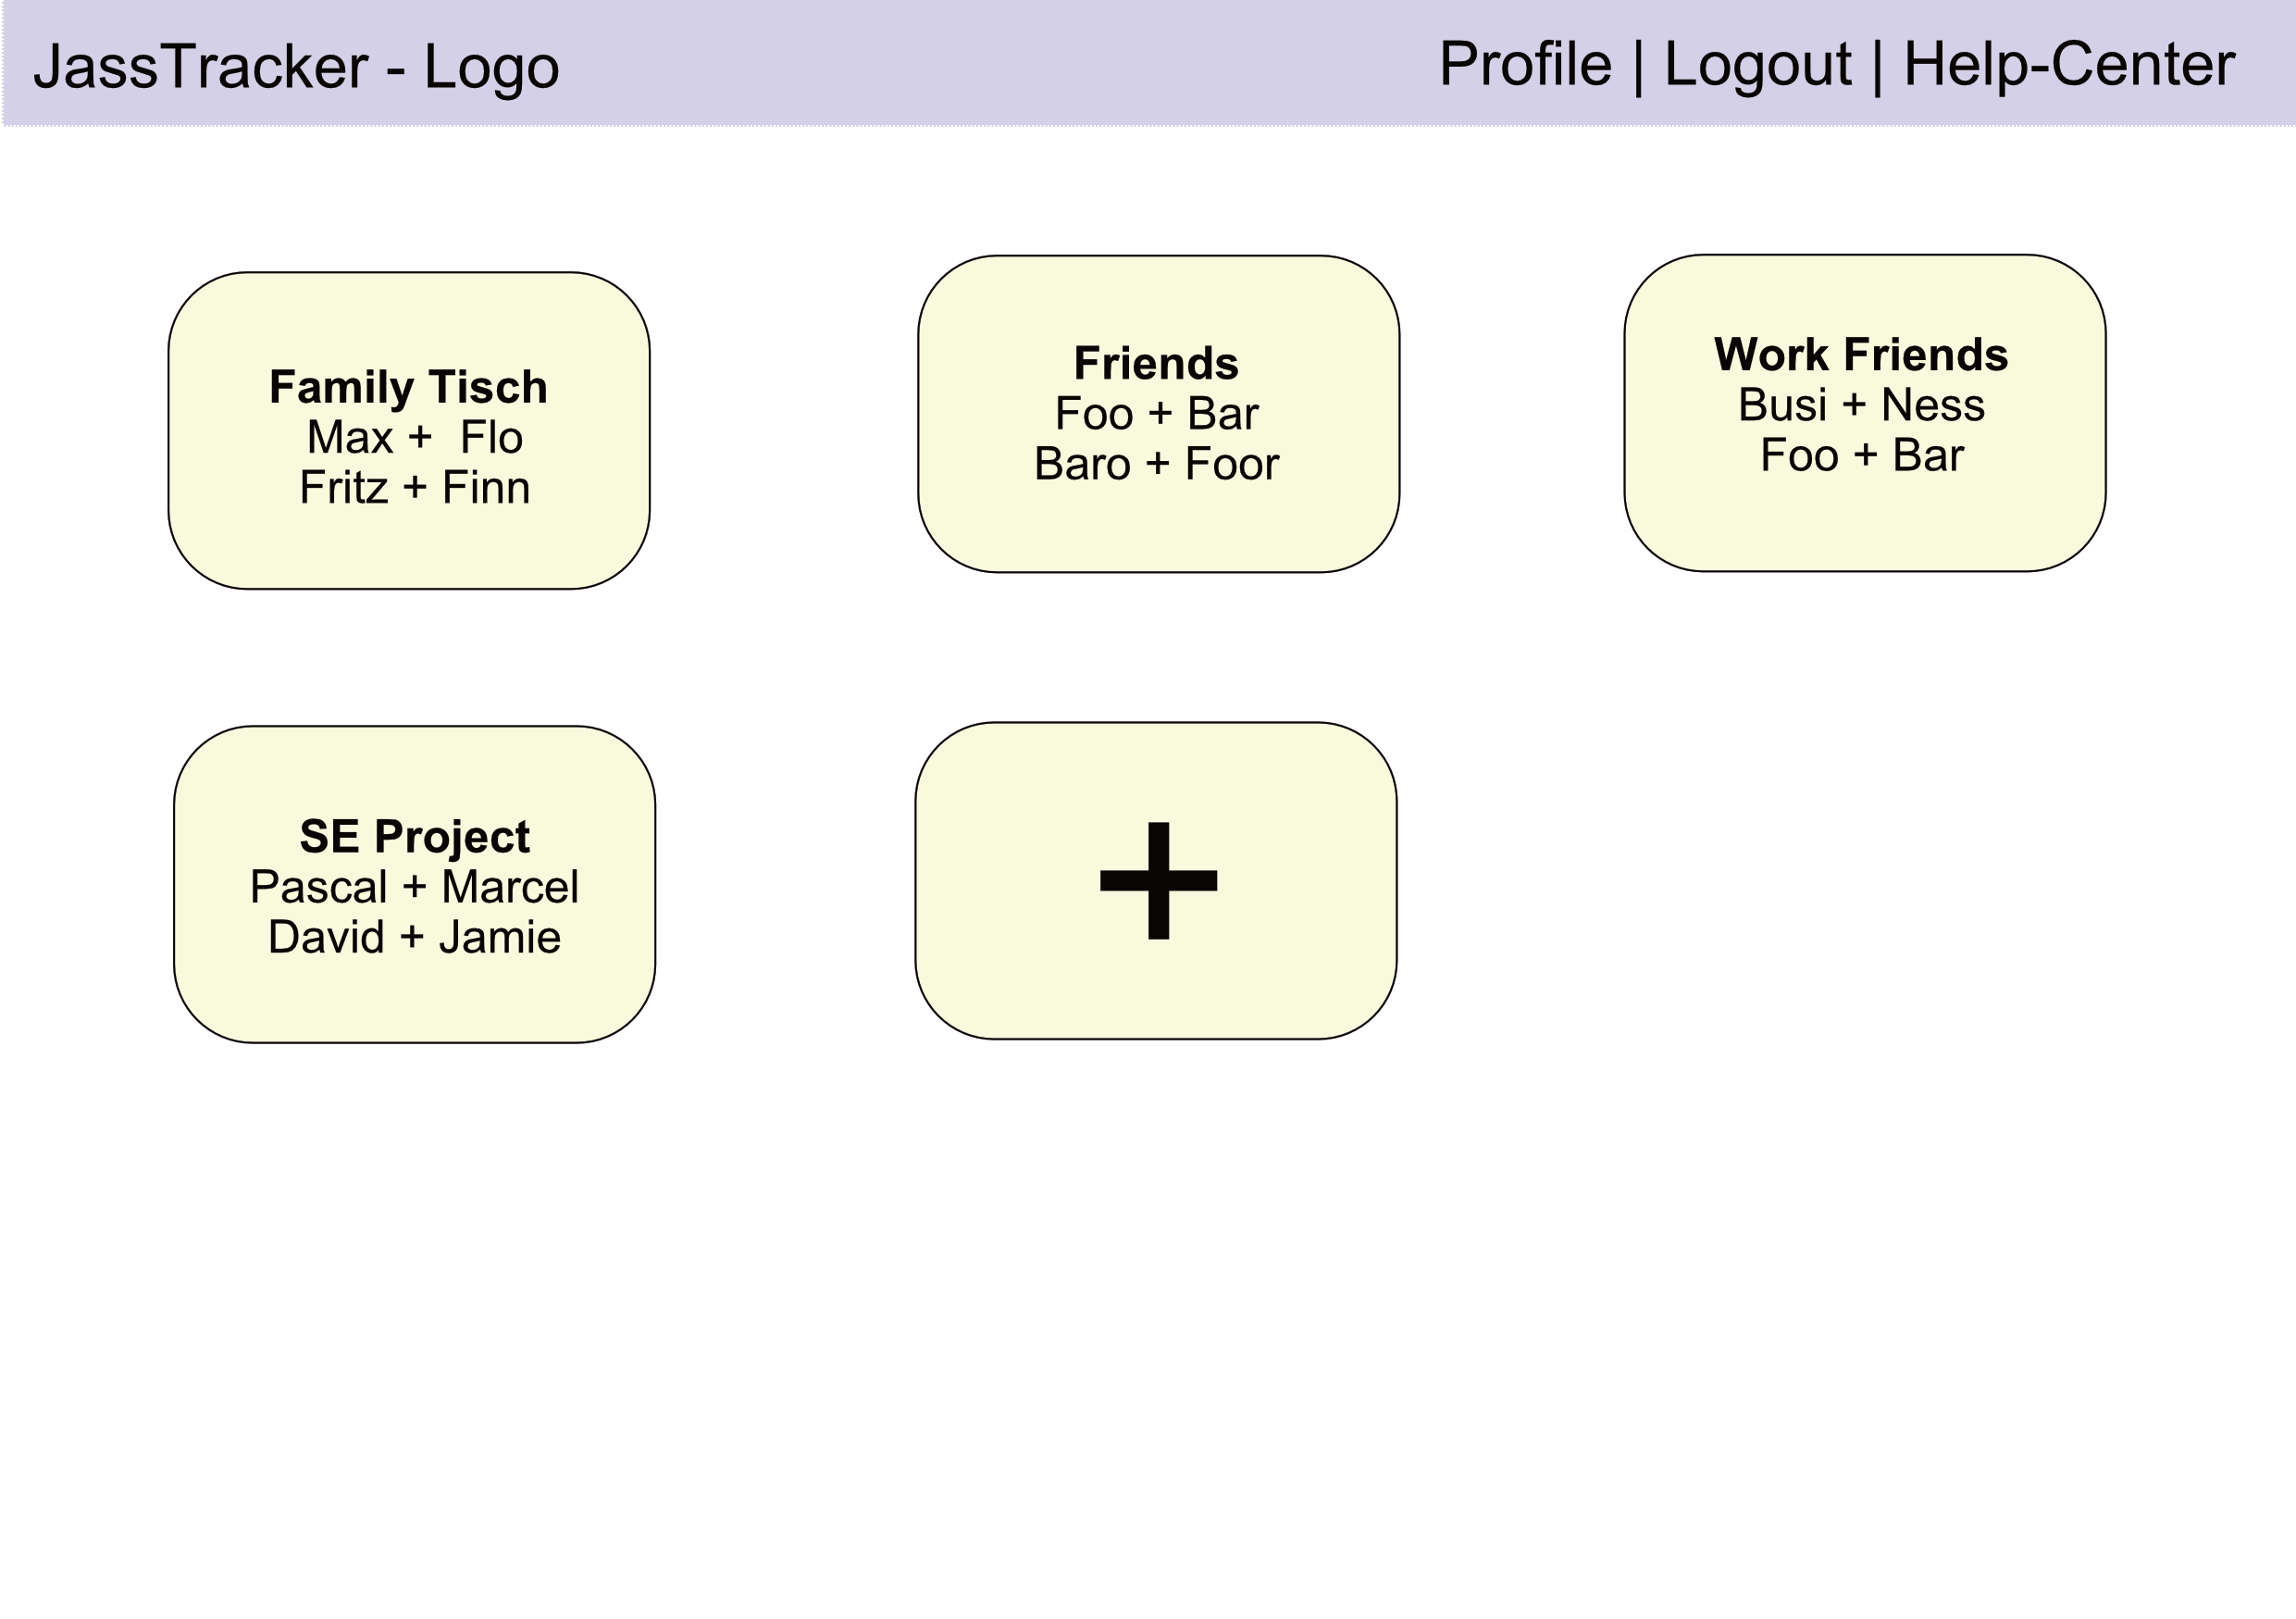 JassTracker - Logo
Profile | Logout | Help-Center
Family Tisch
Max +  Flo
Fritz + Finn
Friends
Foo + Bar
Baro + Foor
Work Friends
Busi + Ness
Foo + Bar
SE Project
Pascal + Marcel
David + Jamie
+